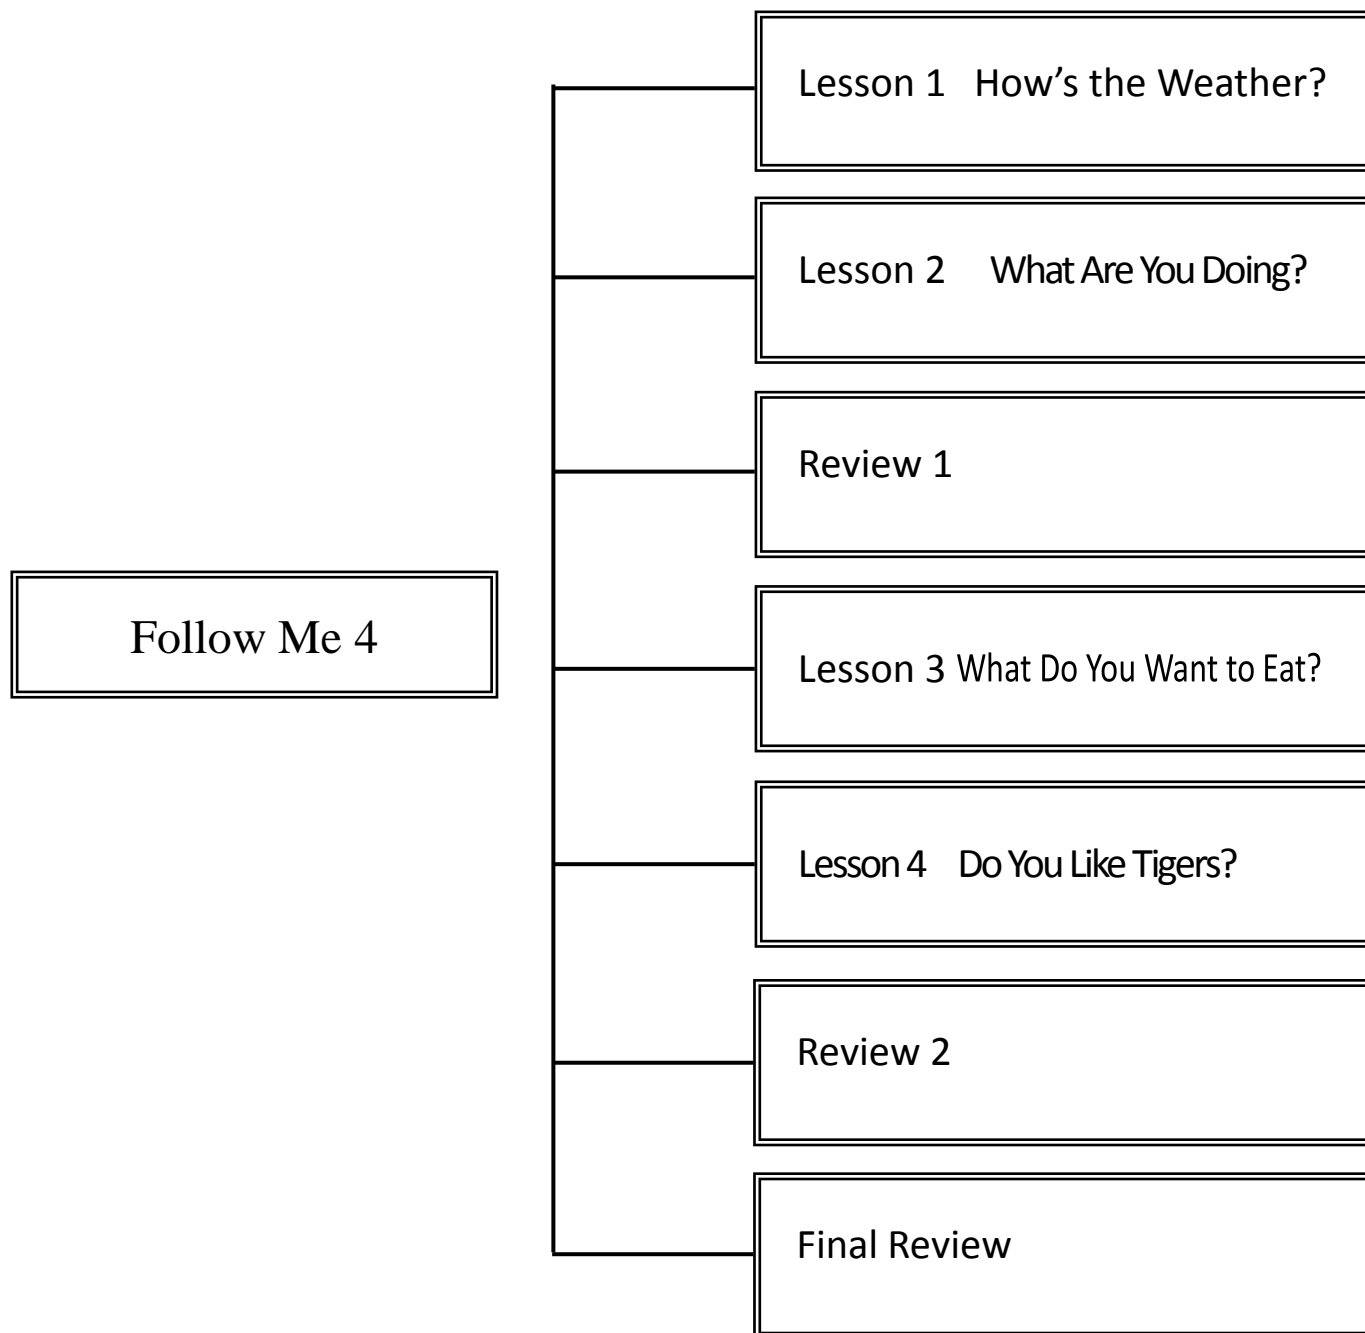 Follow Me 4
Lesson 1 How’s the Weather?
Lesson 2 What Are You Doing?
Review 1
Lesson 3 What Do You Want to Eat?
Lesson 4 Do You Like Tigers?
Review 2
Final Review